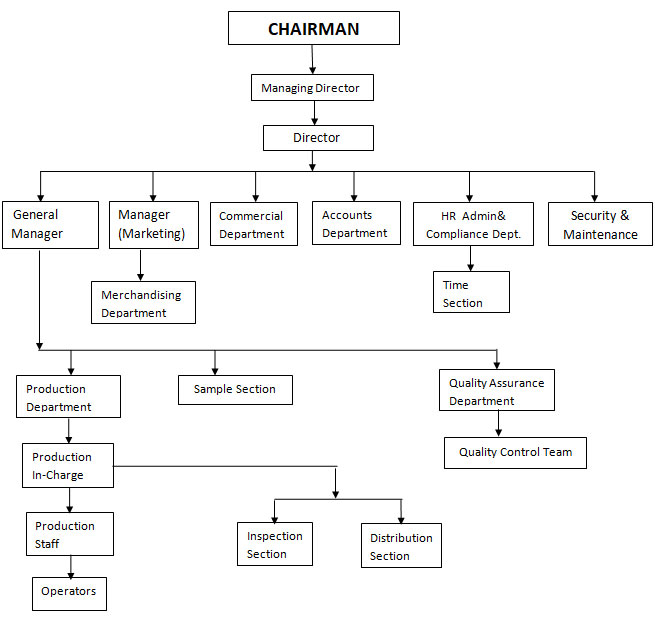 CHAIRMAN
Managing Director
Director
General
Manager
Manager
(Marketing)
Commercial
Department
Accounts
Department
HR Admin&
Compliance Dept.
Security &
Maintenance
Merchandising
Department
Time
Section
Production
Department
Sample Section
Quality Assurance
Department
Quality Control Team
Production
In-Charge
Production
Staff
Inspection
Section
Distribution
Section
Operators